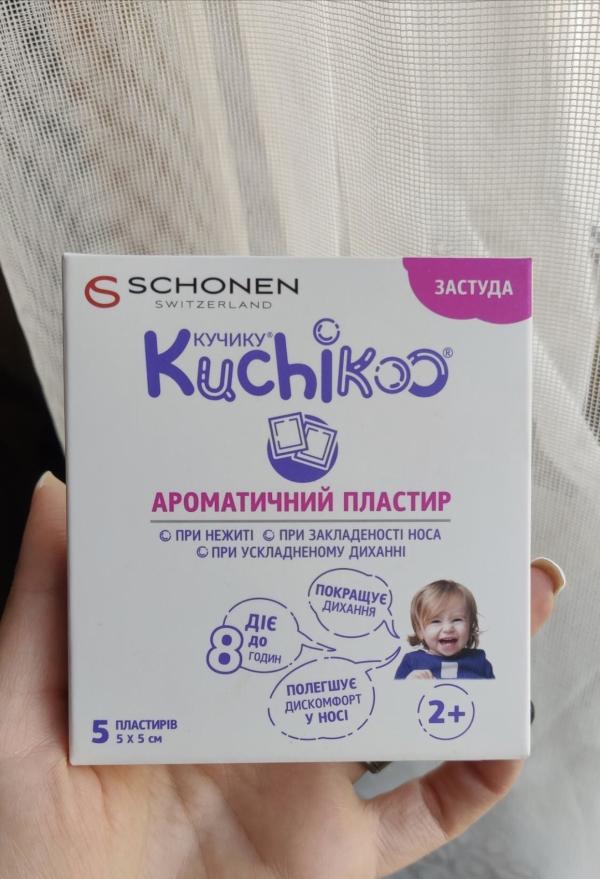 SCHONEN
SWITZERLAND
ЗАСТУДА
КУЧИКУ®
Kuchikoo®
АРОМАТИЧНИЙ ПЛАСТИР
ПРИ НЕЖИТІ ПРИ ЗАКЛАДЕНОСТІ НОСА
ПРИ УСКЛАДНЕНОМУ ДИХАННІ
ПОКРАЩУЄ
ДИХАННЯ
ДІЄ
8 ДО
ГОДИН
ПОЛЕГШУЄ
ДИСКОМФОРТ
У НОСІ
2+
5 ПЛАСТИРІВ
5 X 5 СМ